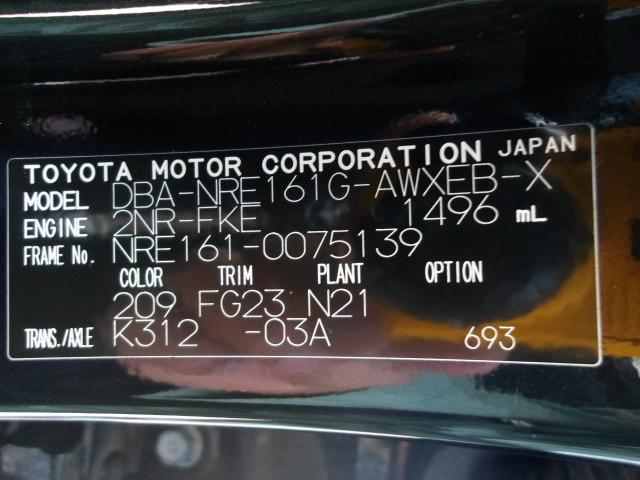 TOYOTA MOTOR CORPORATION JAPAN
MODEL DBA-NRE161G-AWXEB-X
ENGINE 2NR-FKE 1496 mL
FRAME No. NRE161-0075139
COLOR TRIM PLANT OPTION
209 FG23 N21
TRANS./AXLE K312 -03A 693